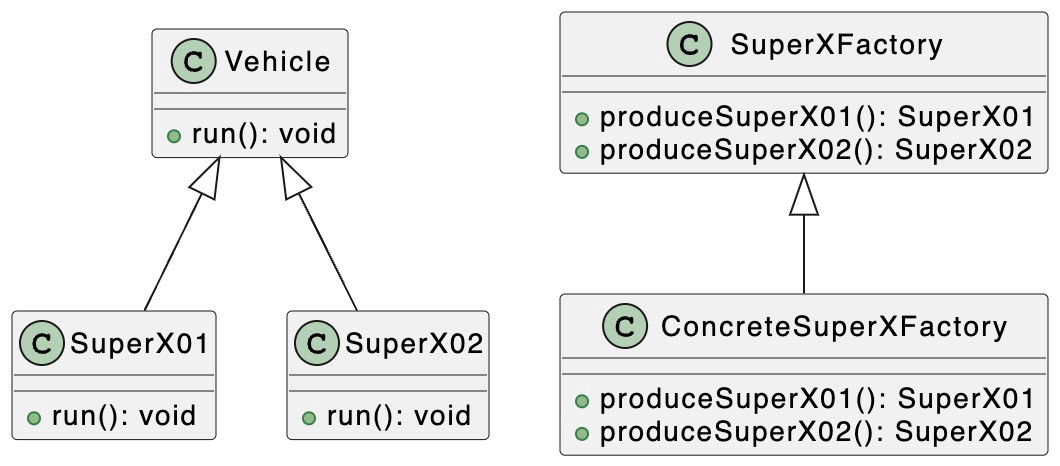 C Vehicle
run(): void
C SuperX01
run(): void
C SuperX02
run(): void
C SuperXFactory
produceSuperX01(): SuperX01
produceSuperX02(): SuperX02
C ConcreteSuperXFactory
produceSuperX01(): SuperX01
produceSuperX02(): SuperX02